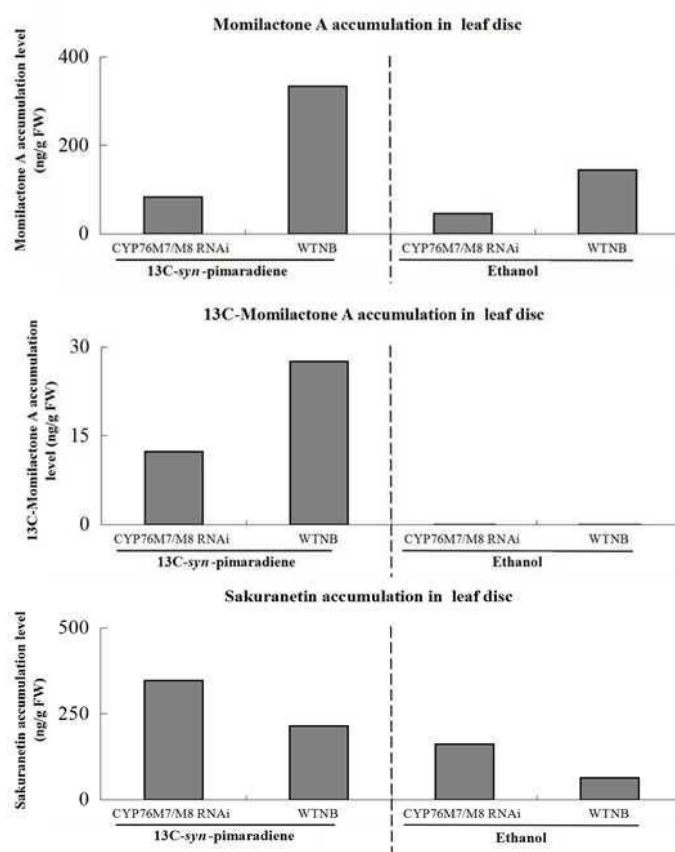 Momilactone A accumulation in leaf disc
Momilactone A accumulation level
(ng/g FW)
400
200
0
CYP76M7/M8 RNAi WTNB CYP76M7/M8 RNAi WTNB
13C-syn-pimaradiene Ethanol
13C-Momilactone A accumulation in leaf disc
13C-Momilactone A accumulation
level (ng/g FW)
30
15
0
CYP76M7/M8 RNAi WTNB CYP76M7/M8 RNAi WTNB
13C-syn-pimaradiene Ethanol
Sakuranetin accumulation in leaf disc
Sakuranetin accumulation level
(ng/g FW)
500
250
0
CYP76M7/M8 RNAi WTNB CYP76M7/M8 RNAi WTNB
13C-syn-pimaradiene Ethanol